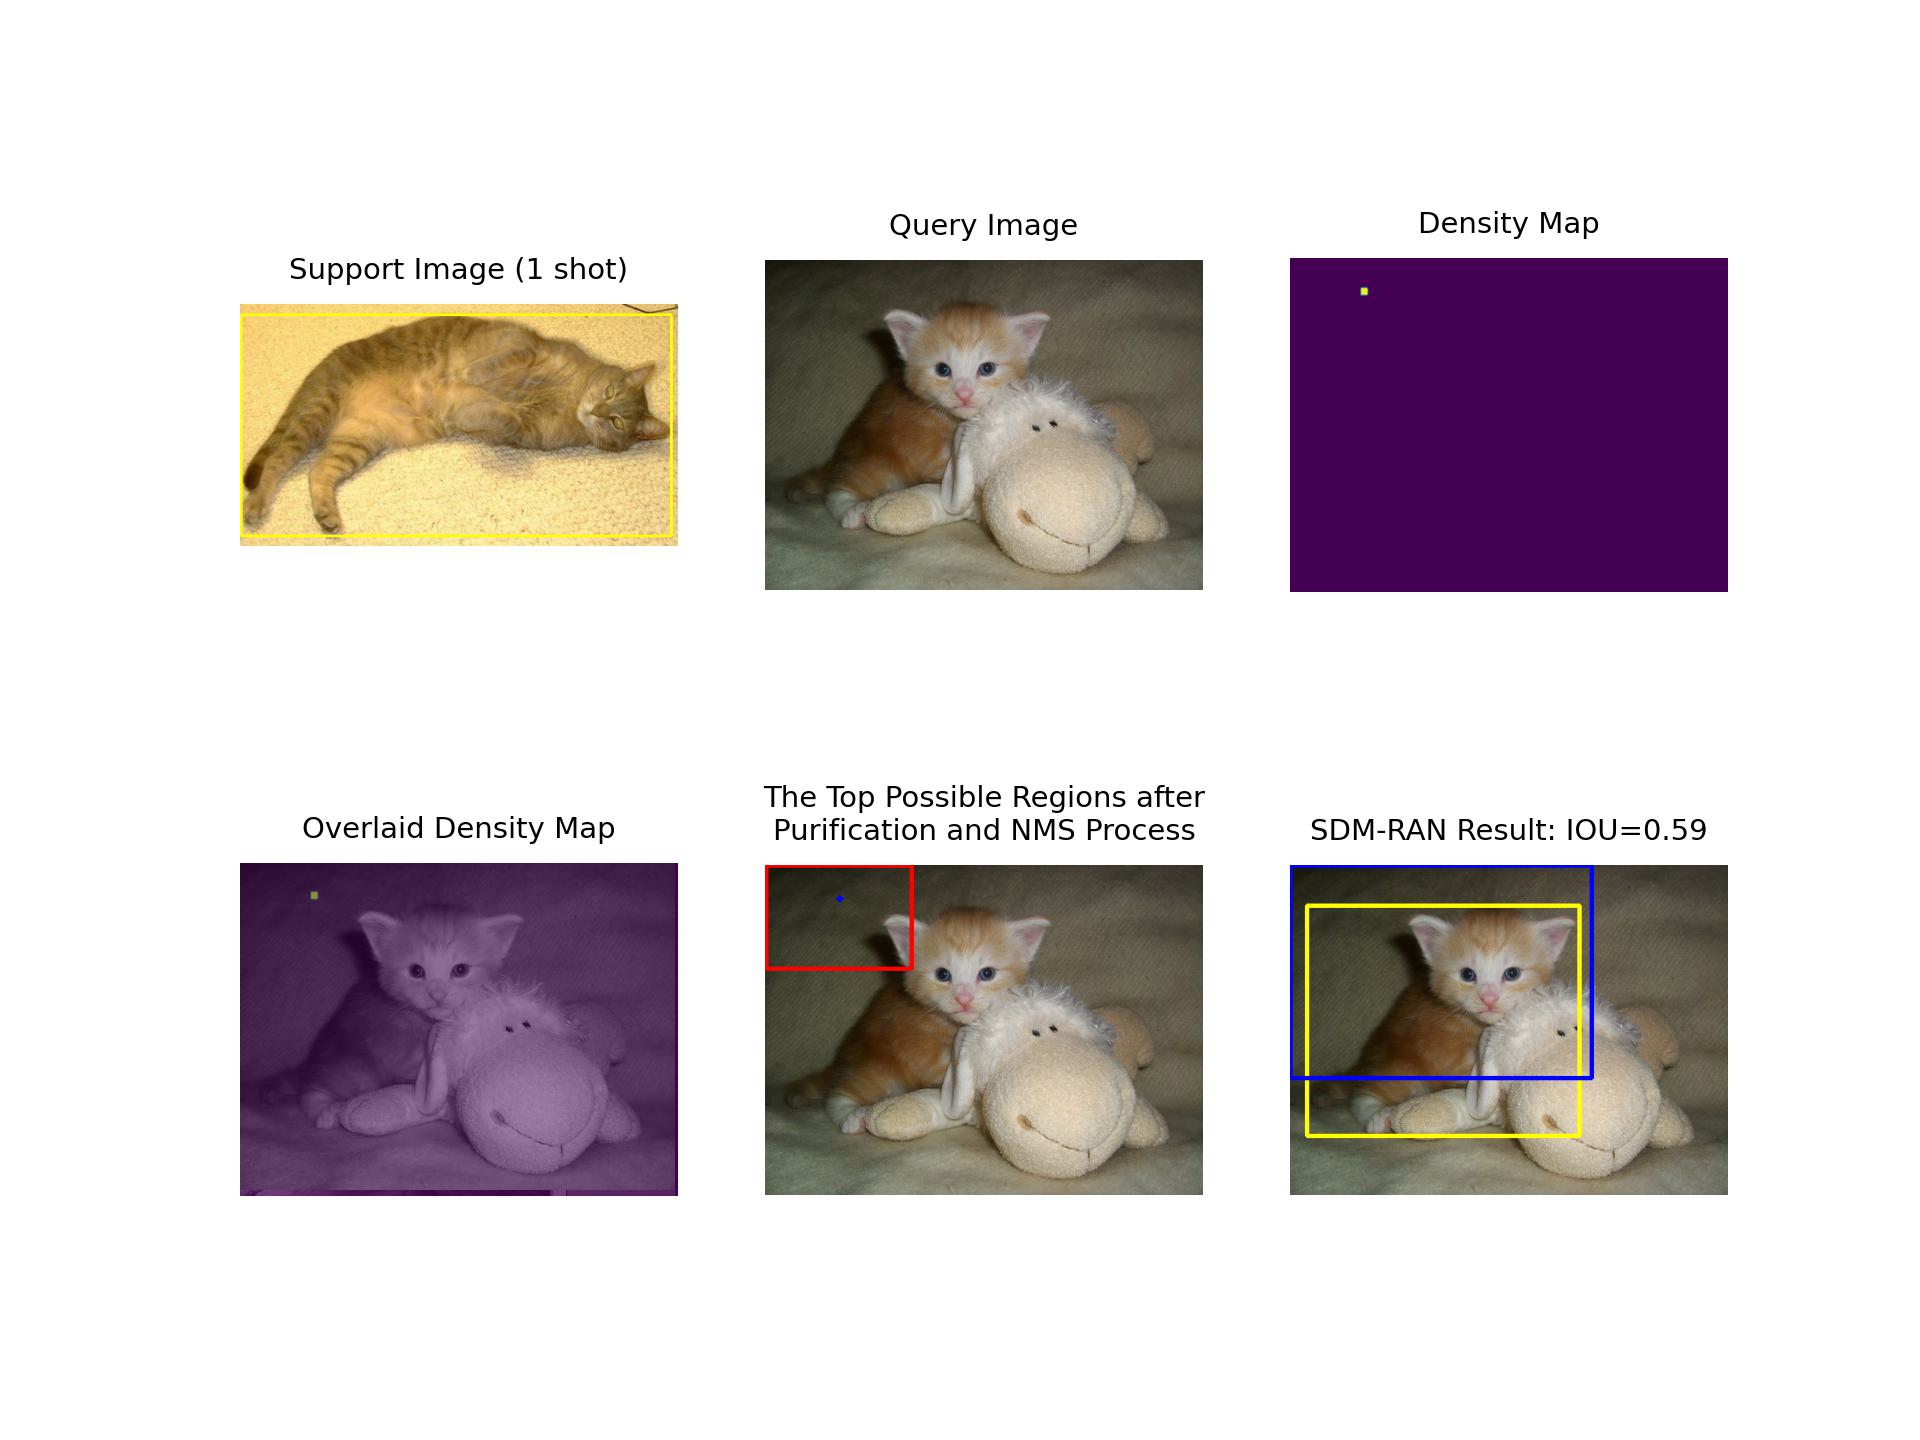 Support Image (1 shot)
Query Image
Density Map
Overlaid Density Map
The Top Possible Regions after
Purification and NMS Process
SDM-RAN Result: IOU=0.59